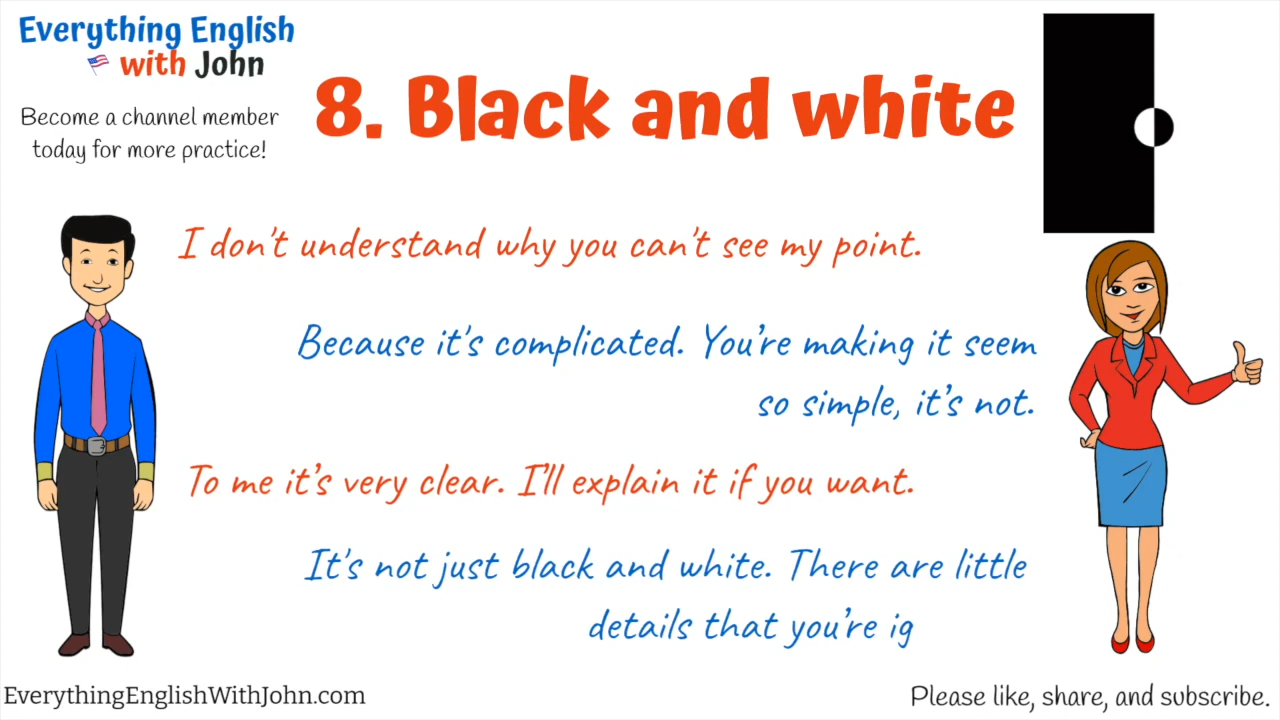 Everything English
with John
Become a channel member
today for more practice!
8. Black and white
I don't understand why you can't see my point.
Because it's complicated. You're making it seem
so simple, it's not.
To me it's very clear. I'll explain it if you want.
It's not just black and white. There are little
details that you're ig
EverythingEnglishWithJohn.com
Please like, share, and subscribe.